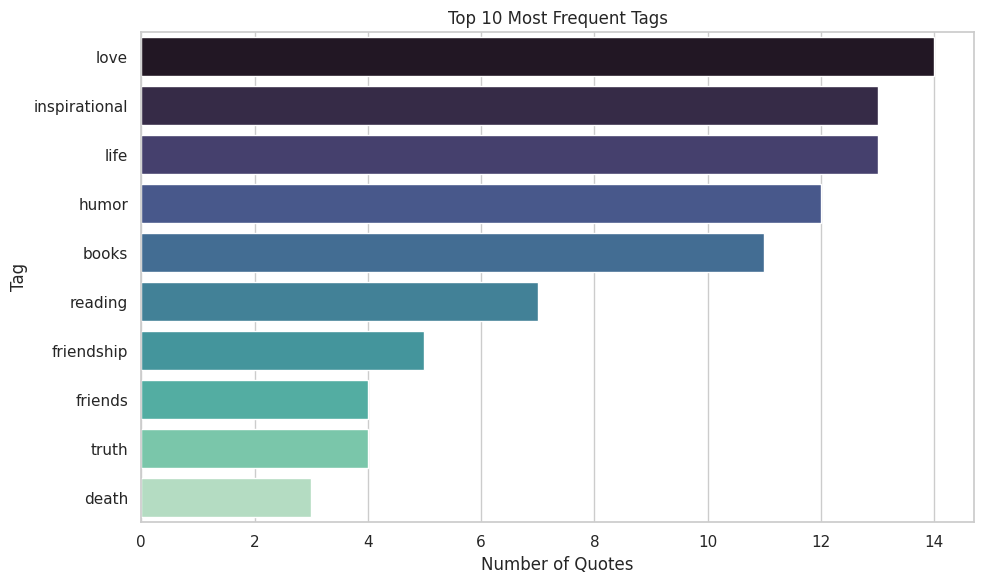 Top 10 Most Frequent Tags
love
inspirational
life
humor
books
reading
friendship
friends
truth
death
Tag
0 2 4 6 8 10 12 14
Number of Quotes